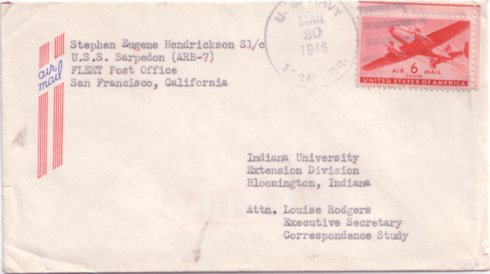 Stephen Eugene Hendrickson S1/c
U.S.S. Sarpedon (ARB-7)
FLEET Post Office
San Francisco, California
air
mail
U.S. NAVY
MAR
20
1946
AIR 6 MAIL
CENTS
UNITED STATES OF AMERICA
Indiana University
Extension Division
Bloomington, Indiana
Attn. Louise Rodgers
Executive Secretary
Correspondence Study